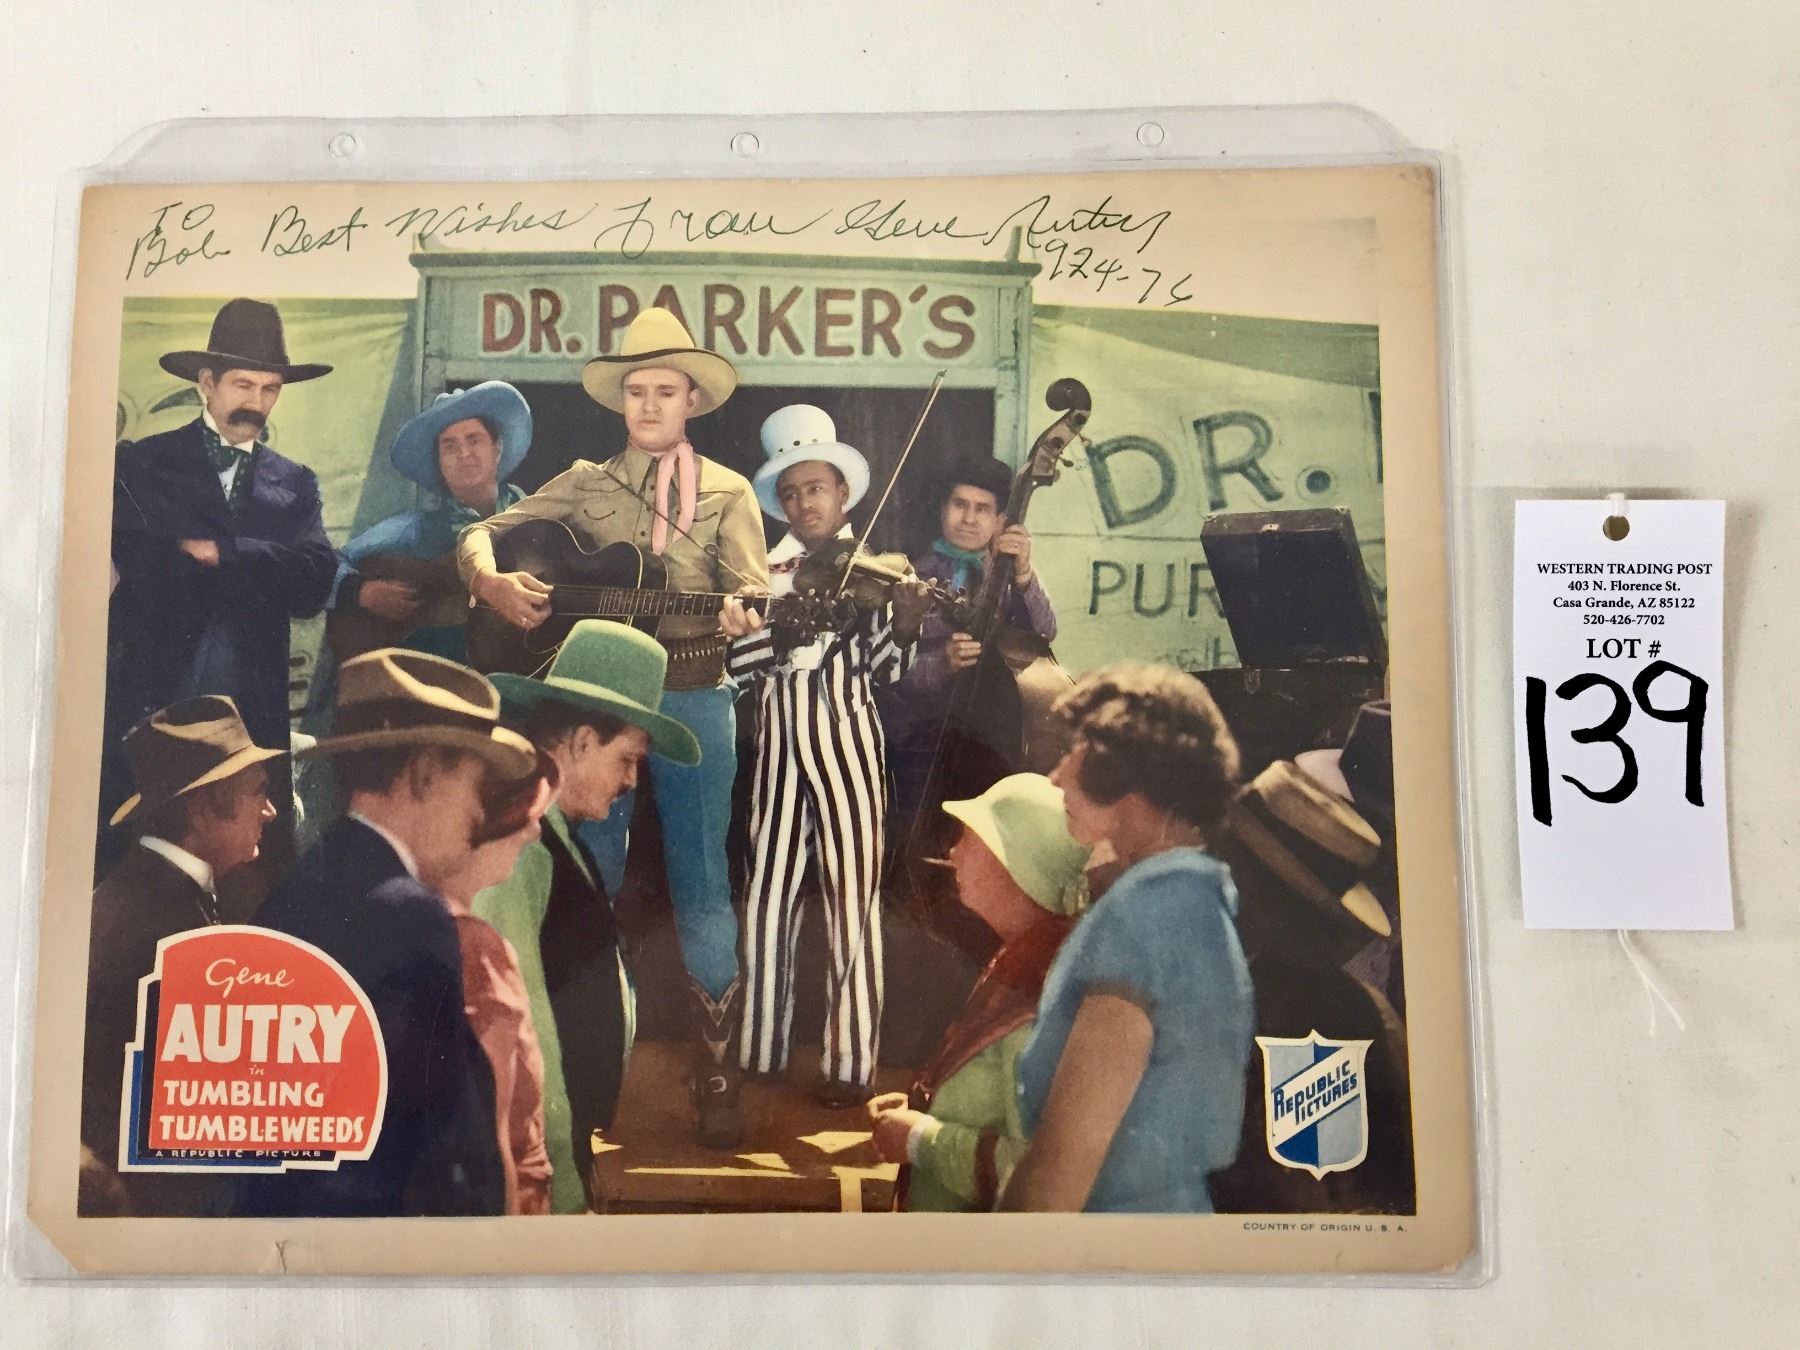 To
Bob Best Wishes From Gene Autry
924-76
DR. PARKER'S
DR.
PUR
Gene
AUTRY
in
TUMBLING
TUMBLEWEEDS
A REPUBLIC PICTURE
REPUBLIC
PICTURES
COUNTRY OF ORIGIN U. S. A.
WESTERN TRADING POST
403 N. Florence St.
Casa Grande, AZ 85122
520-426-7702
LOT #
139